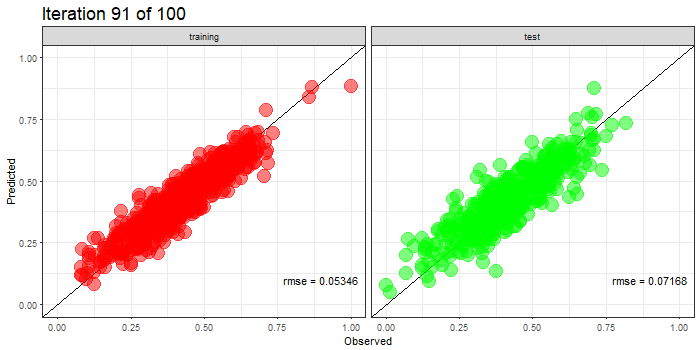 Iteration 91 of 100
training
test
1.00
0.75
0.50
0.25
0.00
Predicted
rmse = 0.05346
rmse = 0.07168
0.00 0.25 0.50 0.75 1.00 0.00 0.25 0.50 0.75 1.00
Observed